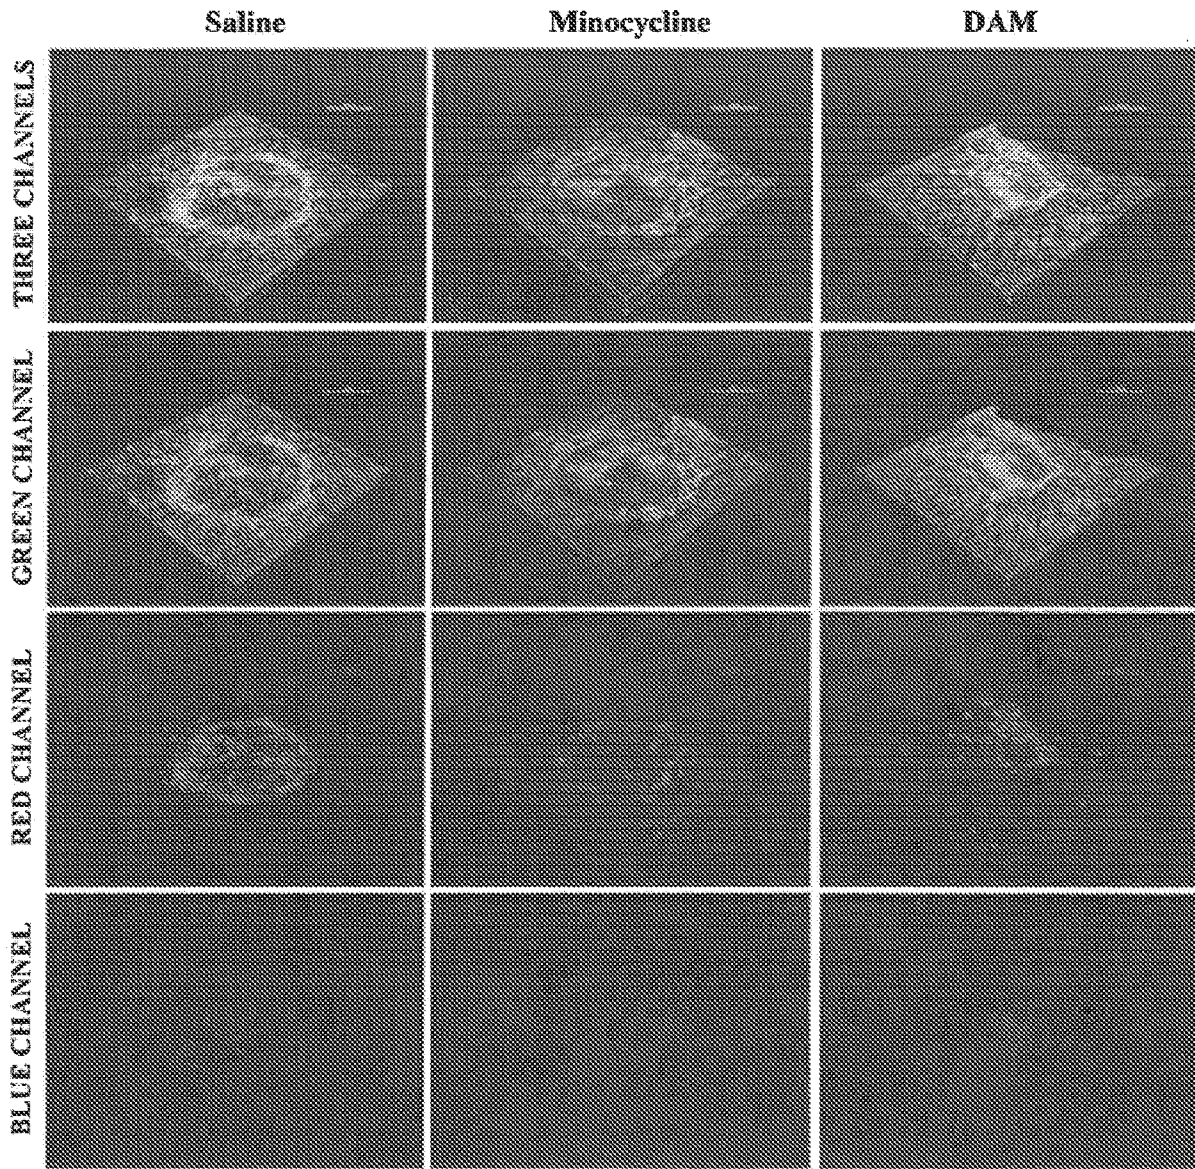 Saline Minocycline DAM
THREE CHANNELS
GREEN CHANNEL
RED CHANNEL
BLUE CHANNEL